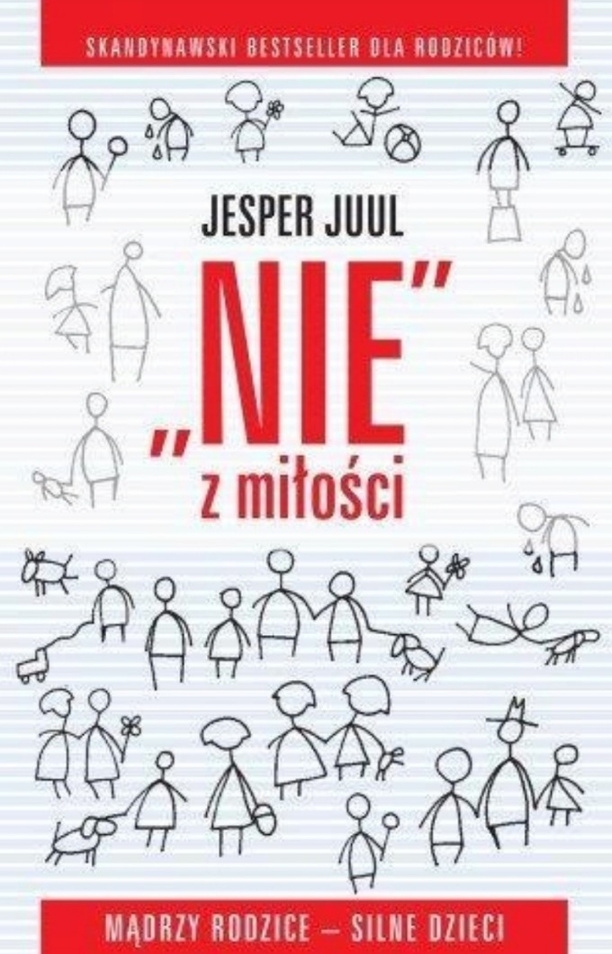 SKANDYNAWSKI BESTSELLER DLA RODZICÓW!
JESPER JUUL
„NIE”
z miłości
MĄDRZY RODZICE – SILNE DZIECI